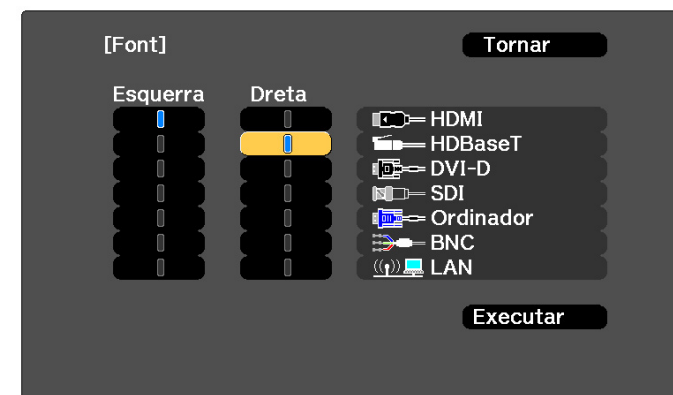 [Font]
Tornar
Esquerra Dreta
HDMI
HDBaseT
DVI-D
SDI
Ordinador
BNC
LAN
Executar